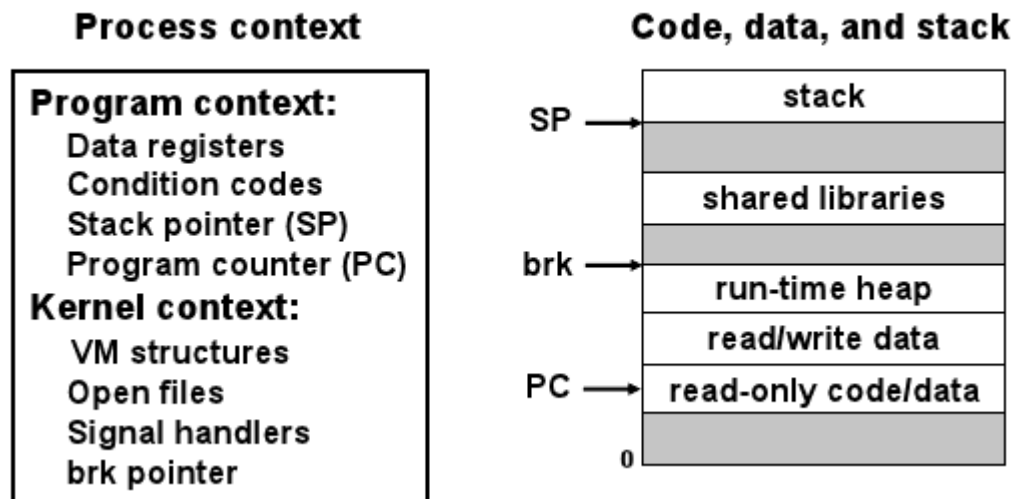 Process context
Program context:
Data registers
Condition codes
Stack pointer (SP)
Program counter (PC)
Kernel context:
VM structures
Open files
Signal handlers
brk pointer
Code, data, and stack
stack
SP
shared libraries
brk
run-time heap
read/write data
PC
read-only code/data
0